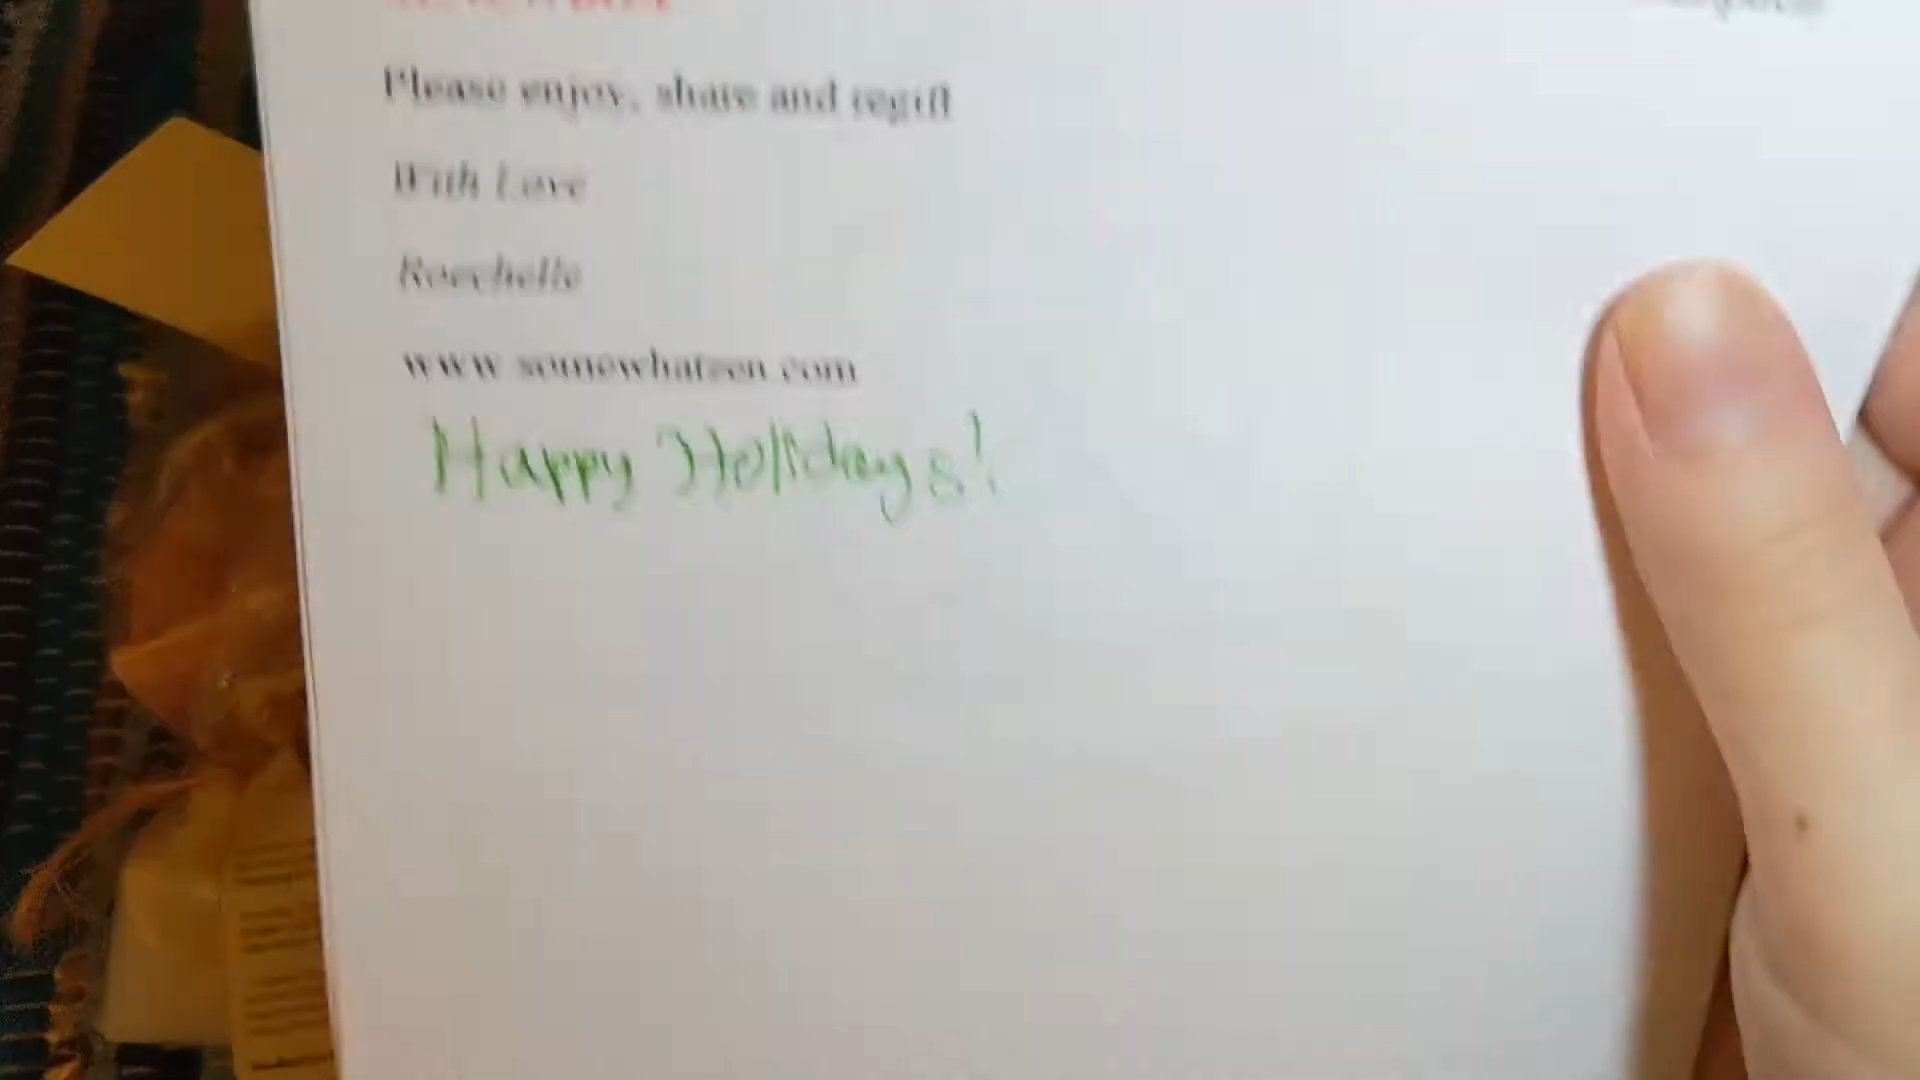 Please enjoy, share and regift
With Love
Roechelle
www.somewhatzen.com
Happy Holidays!